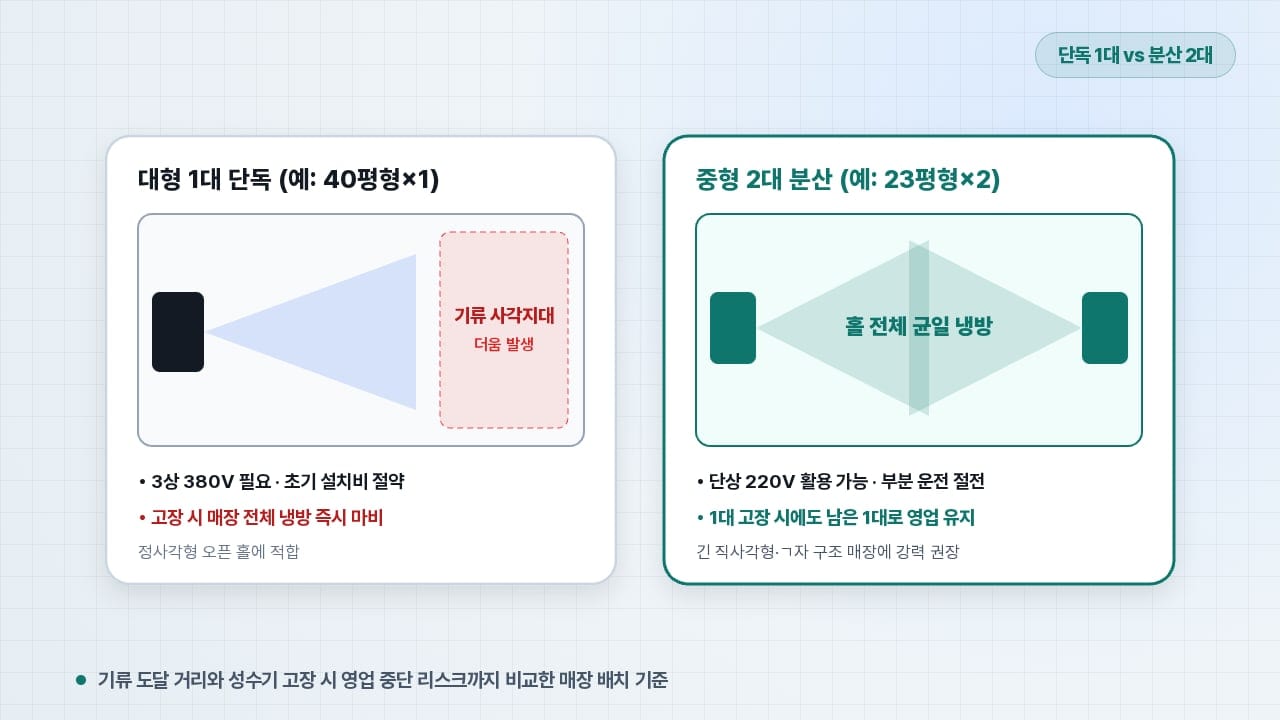 단독 1대 vs 분산 2대
대형 1대 단독 (예: 40평형×1)
기류 사각지대
더움 발생
• 3상 380V 필요 · 초기 설치비 절약
• 고장 시 매장 전체 냉방 즉시 마비
정사각형 오픈 홀에 적합
중형 2대 분산 (예: 23평형×2)
홀 전체 균일 냉방
• 단상 220V 활용 가능 · 부분 운전 절전
• 1대 고장 시에도 남은 1대로 영업 유지
긴 직사각형·ㄱ자 구조 매장에 강력 권장
기류 도달 거리와 성수기 고장 시 영업 중단 리스크까지 비교한 매장 배치 기준